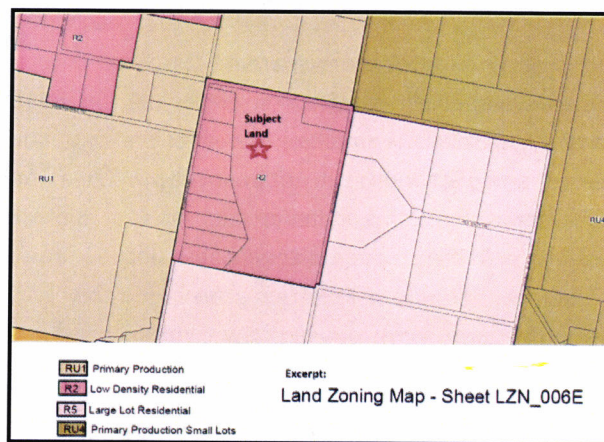 R2
Subject
Land
R2
RU1
RU4
RU1 Primary Production
R2 Low Density Residential
R5 Large Lot Residential
RU4 Primary Production Small Lots
Excerpt:
Land Zoning Map - Sheet LZN_006E